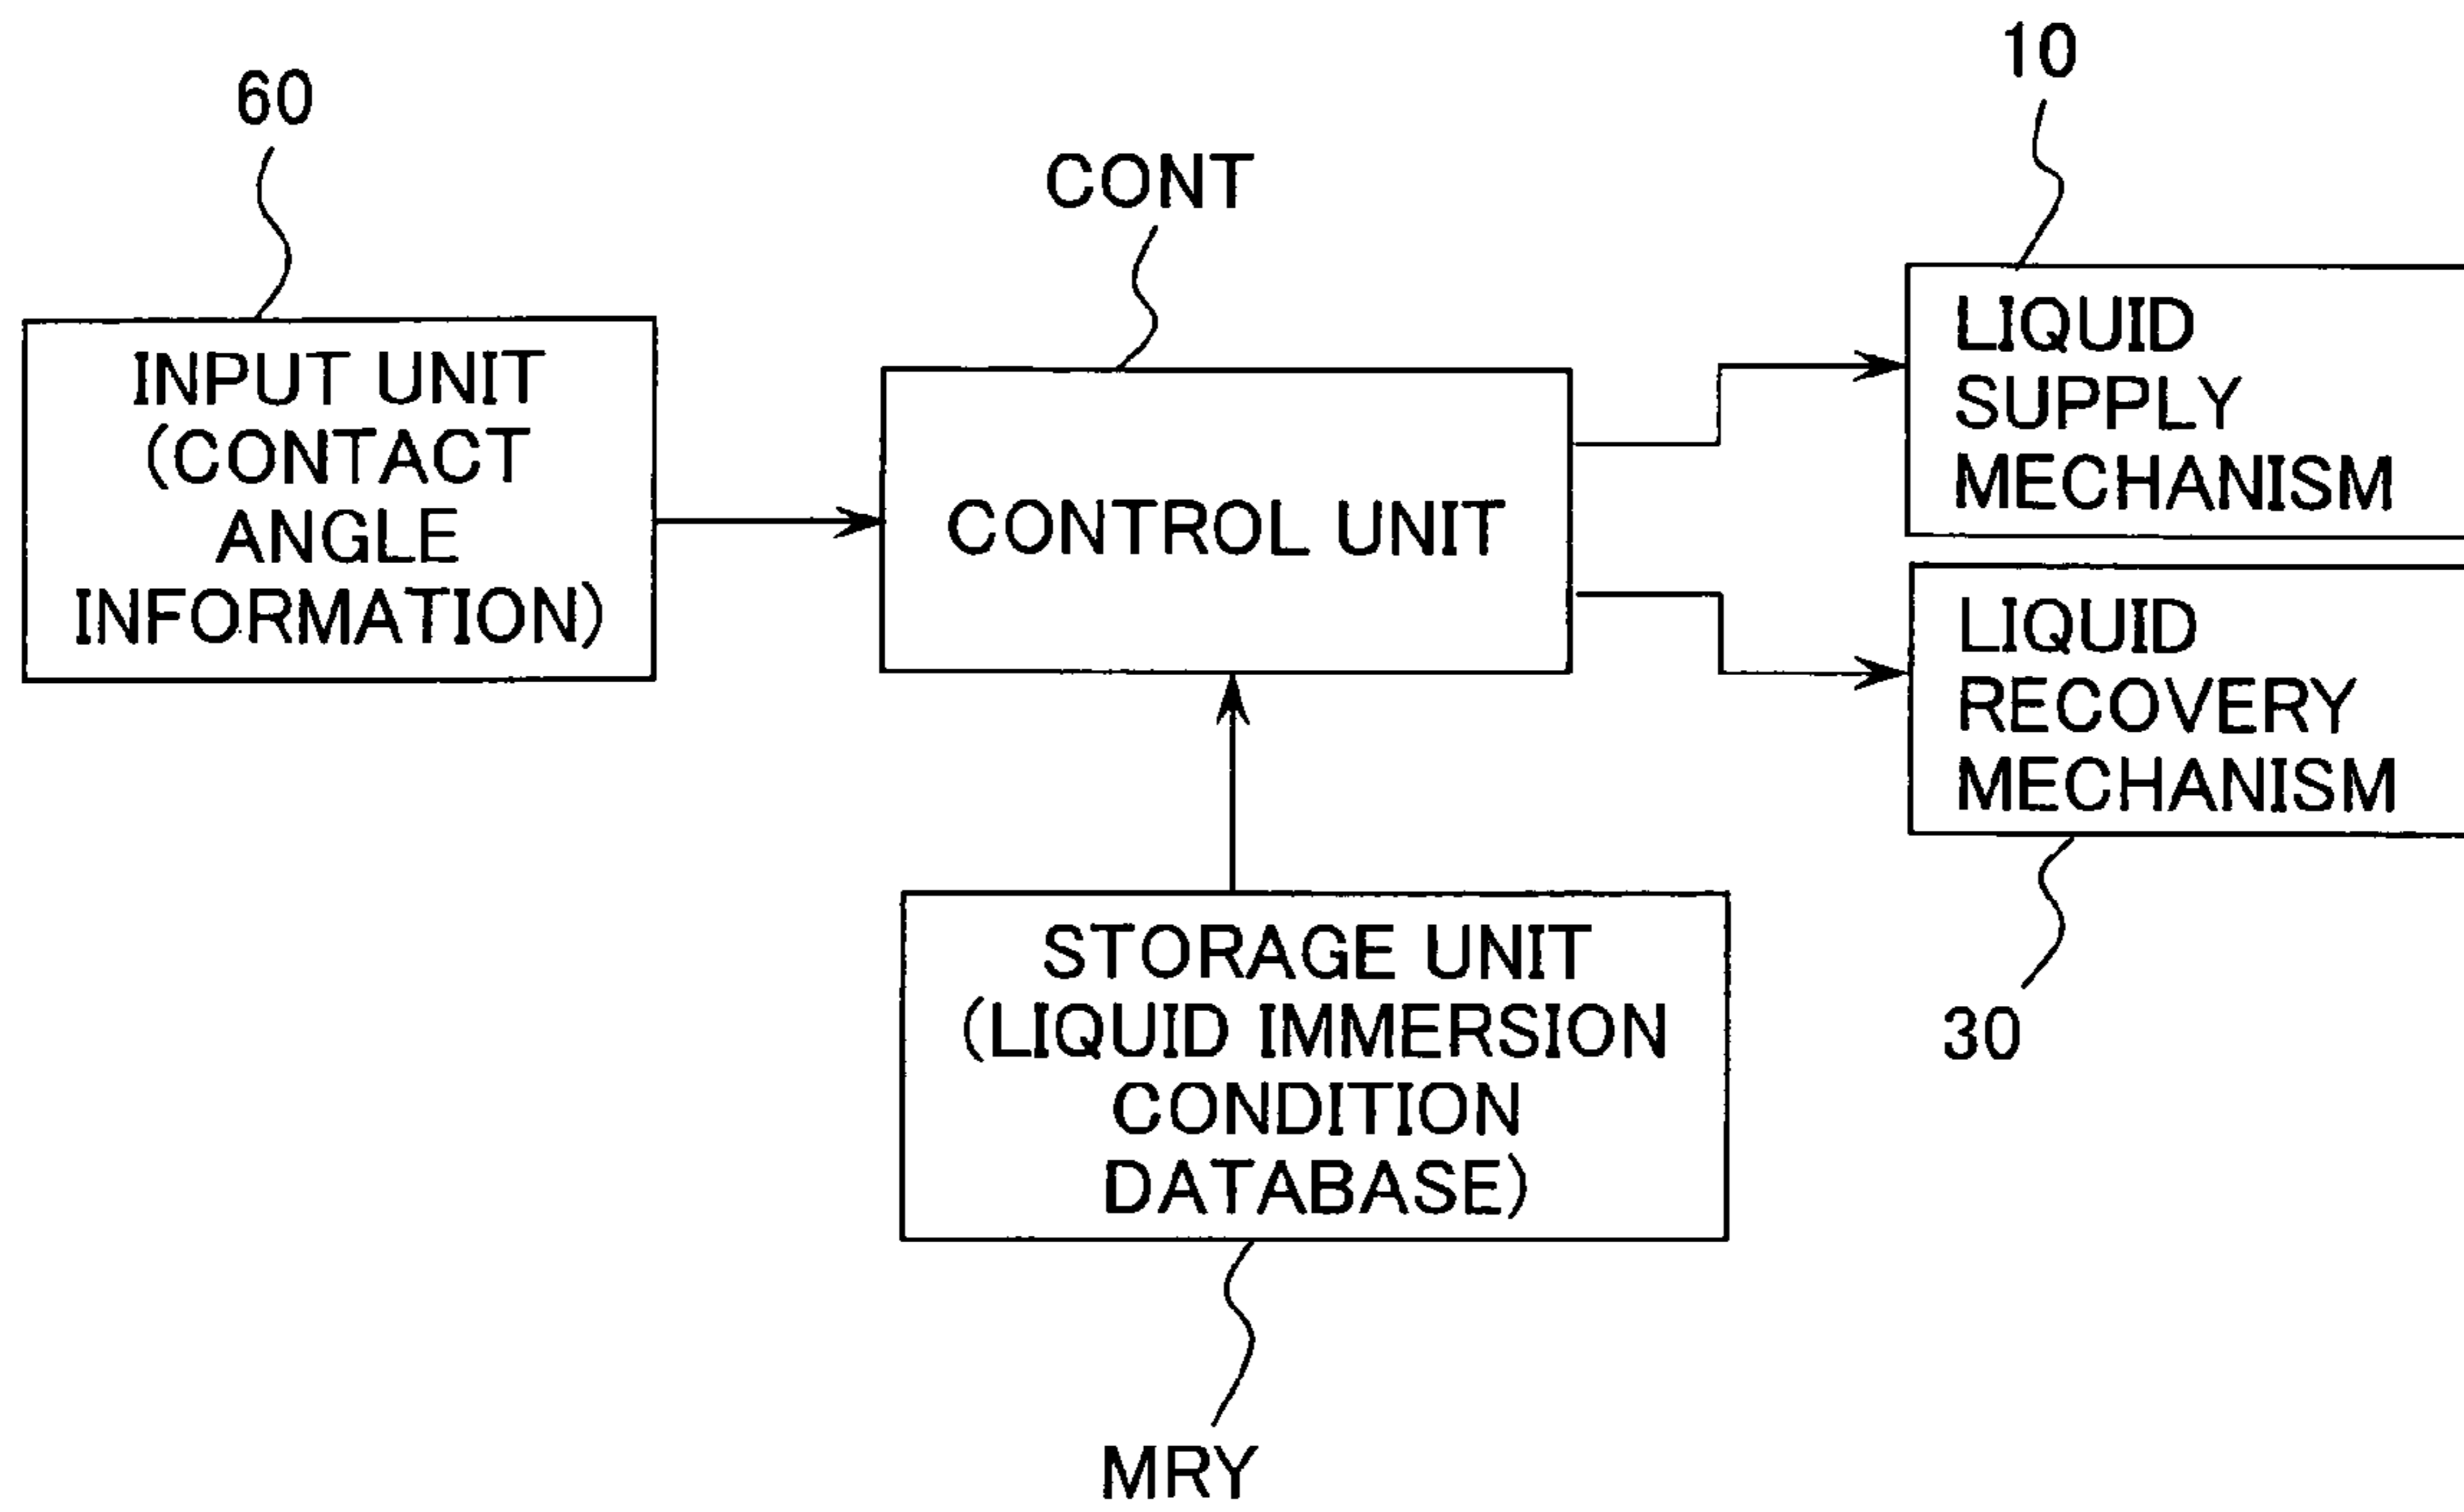 60
INPUT UNIT
(CONTACT
ANGLE
INFORMATION)
CONT
CONTROL UNIT
10
LIQUID
SUPPLY
MECHANISM
LIQUID
RECOVERY
MECHANISM
30
STORAGE UNIT
(LIQUID IMMERSION
CONDITION
DATABASE)
MRY